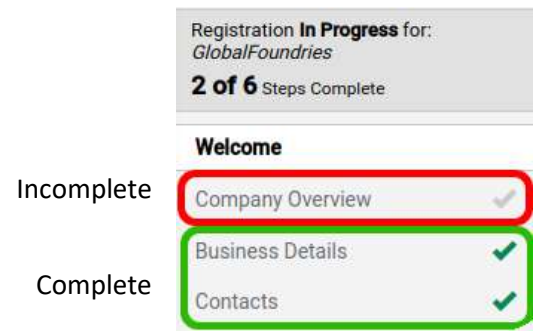 Registration In Progress for:
GlobalFoundries
2 of 6 Steps Complete
Welcome
Incomplete
Company Overview
Business Details
Complete
Contacts